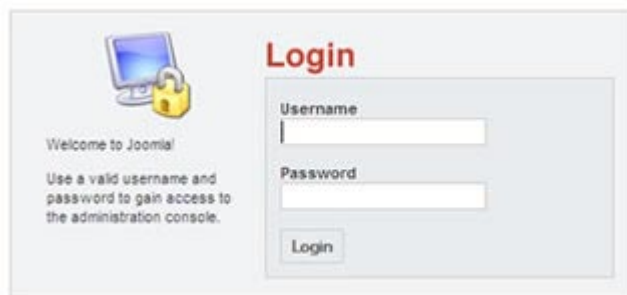 Login
Welcome to Joomla!
Use a valid username and
password to gain access to
the administration console.
Username
Password
Login